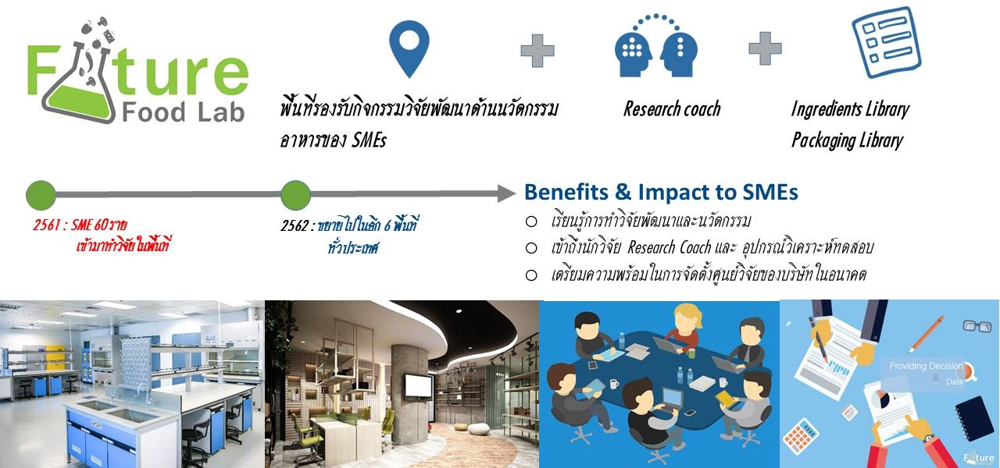 Future
Food Lab
พื้นที่รองรับกิจกรรมวิจัยพัฒนาด้านนวัตกรรม
อาหารของ SMEs
Research coach
Ingredients Library
Packaging Library
2561 : SME 60 ราย
เข้ามาทำวิจัยในพื้นที่
2562 : ขยายไปในอีก 6 พื้นที่
ทั่วประเทศ
Benefits & Impact to SMEs
เรียนรู้การทำวิจัยพัฒนาและนวัตกรรม
เข้าถึงนักวิจัย Research Coach และ อุปกรณ์วิเคราะห์ทดสอบ
เตรียมความพร้อมในการจัดตั้งศูนย์วิจัยของบริษัทในอนาคต
Providing Decision
Data
Future
Food Lab